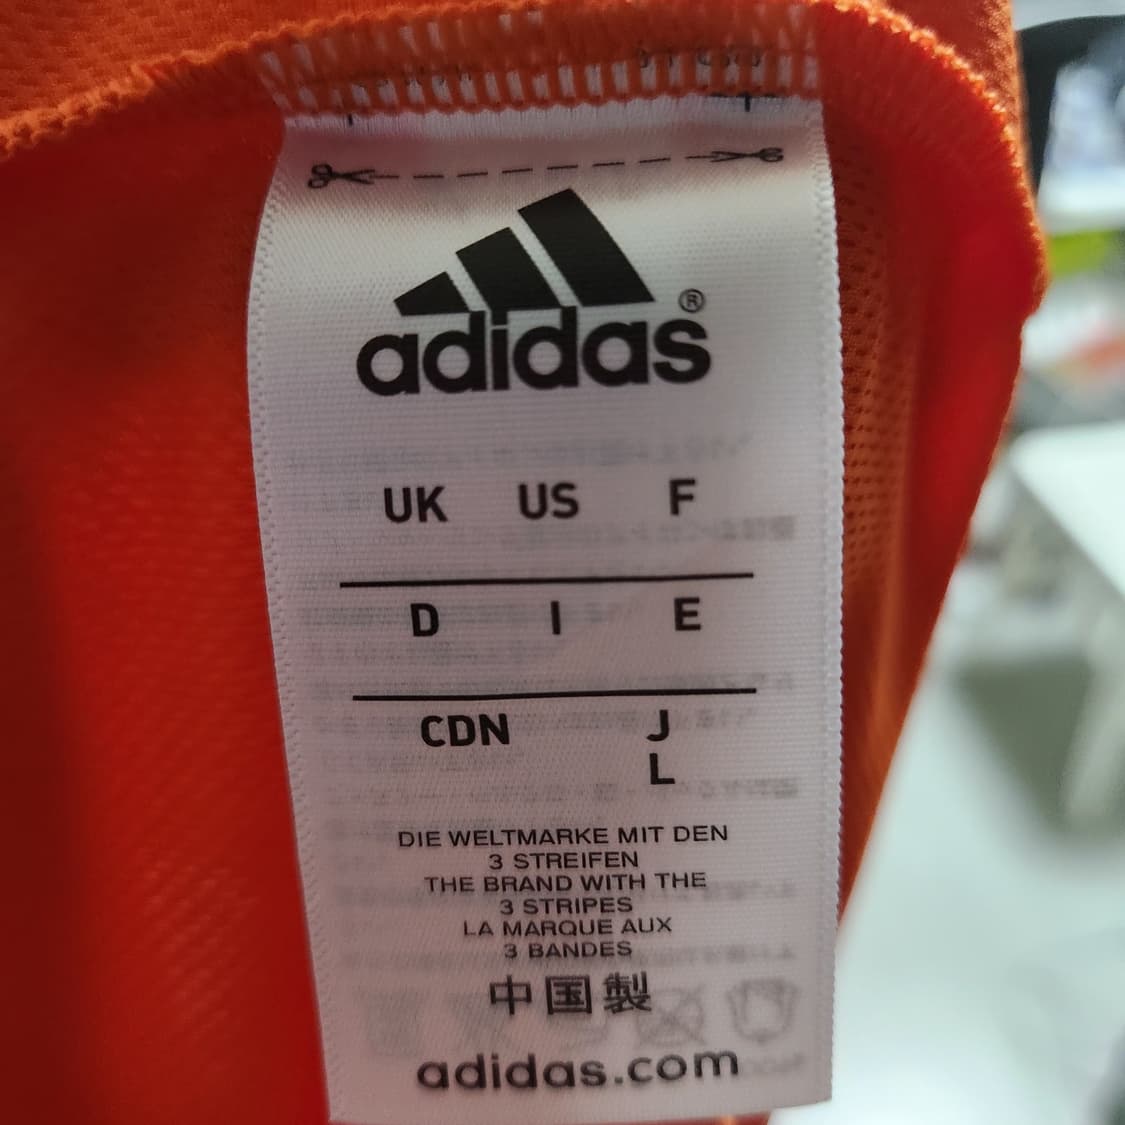 adidas®
UK US F
D I E
CDN J
L
DIE WELTMARKE MIT DEN
3 STREIFEN
THE BRAND WITH THE
3 STRIPES
LA MARQUE AUX
3 BANDES
中国製
adidas.com